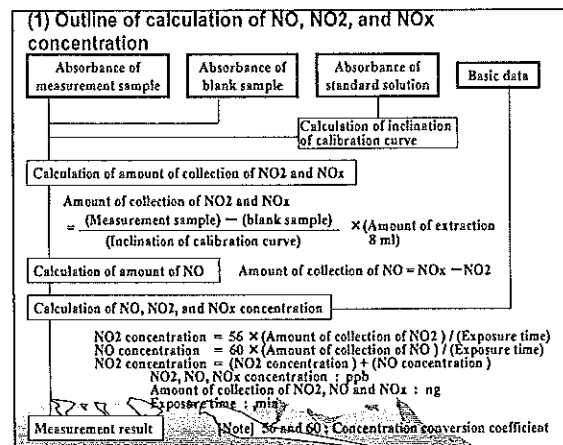 (1) Outline of calculation of NO, NO2, and NOx
concentration
Absorbance of
measurement sample
Absorbance of
blank sample
Absorbance of
standard solution
Basic data
Calculation of inclination
of calibration curve
Calculation of amount of collection of NO2 and NOx
Amount of collection of NO2 and NOx
= (Measurement sample) − (blank sample) / (Inclination of calibration curve) × (Amount of extraction
8 ml)
Calculation of amount of NO Amount of collection of NO = NOx − NO2
Calculation of NO, NO2, and NOx concentration
NO2 concentration = 56 × (Amount of collection of NO2) / (Exposure time)
NO concentration = 60 × (Amount of collection of NO) / (Exposure time)
NO2 concentration = (NO2 concentration) + (NO concentration)
NO2, NO, NOx concentration : ppb
Amount of collection of NO2, NO and NOx : ng
Exposure time : min
Measurement result [Note] 56 and 60 : Concentration conversion coefficient